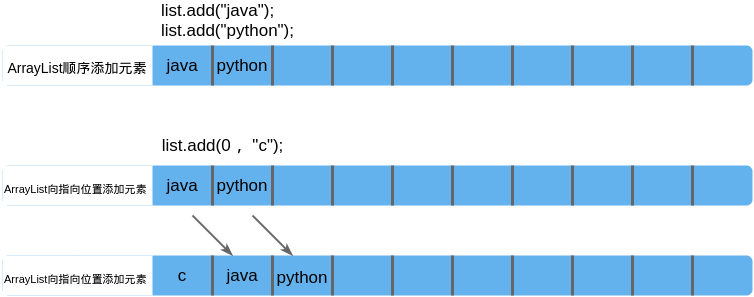 list.add("java");
list.add("python");
ArrayList顺序添加元素 java python
list.add(0 ，"c");
ArrayList向指向位置添加元素 java python
ArrayList向指向位置添加元素 c java python